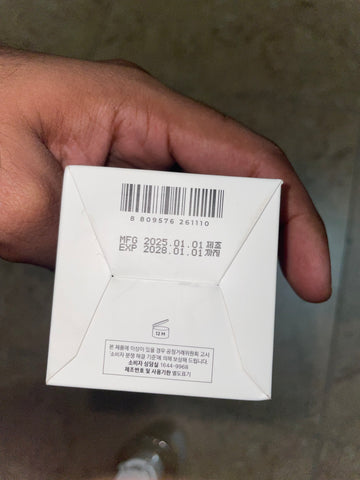 8 809576 261110
MFG 2025.01.01 제조
EXP 2028.01.01 까지
12 M
본 제품에 이상이 있을 경우 공정거래위원회 고시
'소비자 분쟁 해결 기준'에 의해 보상해 드립니다.
소비자 상담실 1644-9968
제조번호 및 사용기한 별도표기